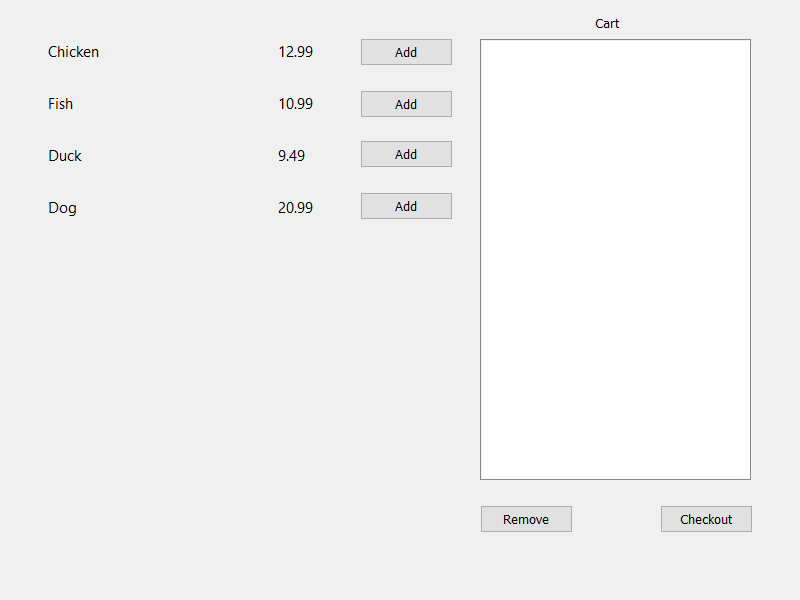 Cart
Chicken 12.99 Add
Fish 10.99 Add
Duck 9.49 Add
Dog 20.99 Add
Remove Checkout